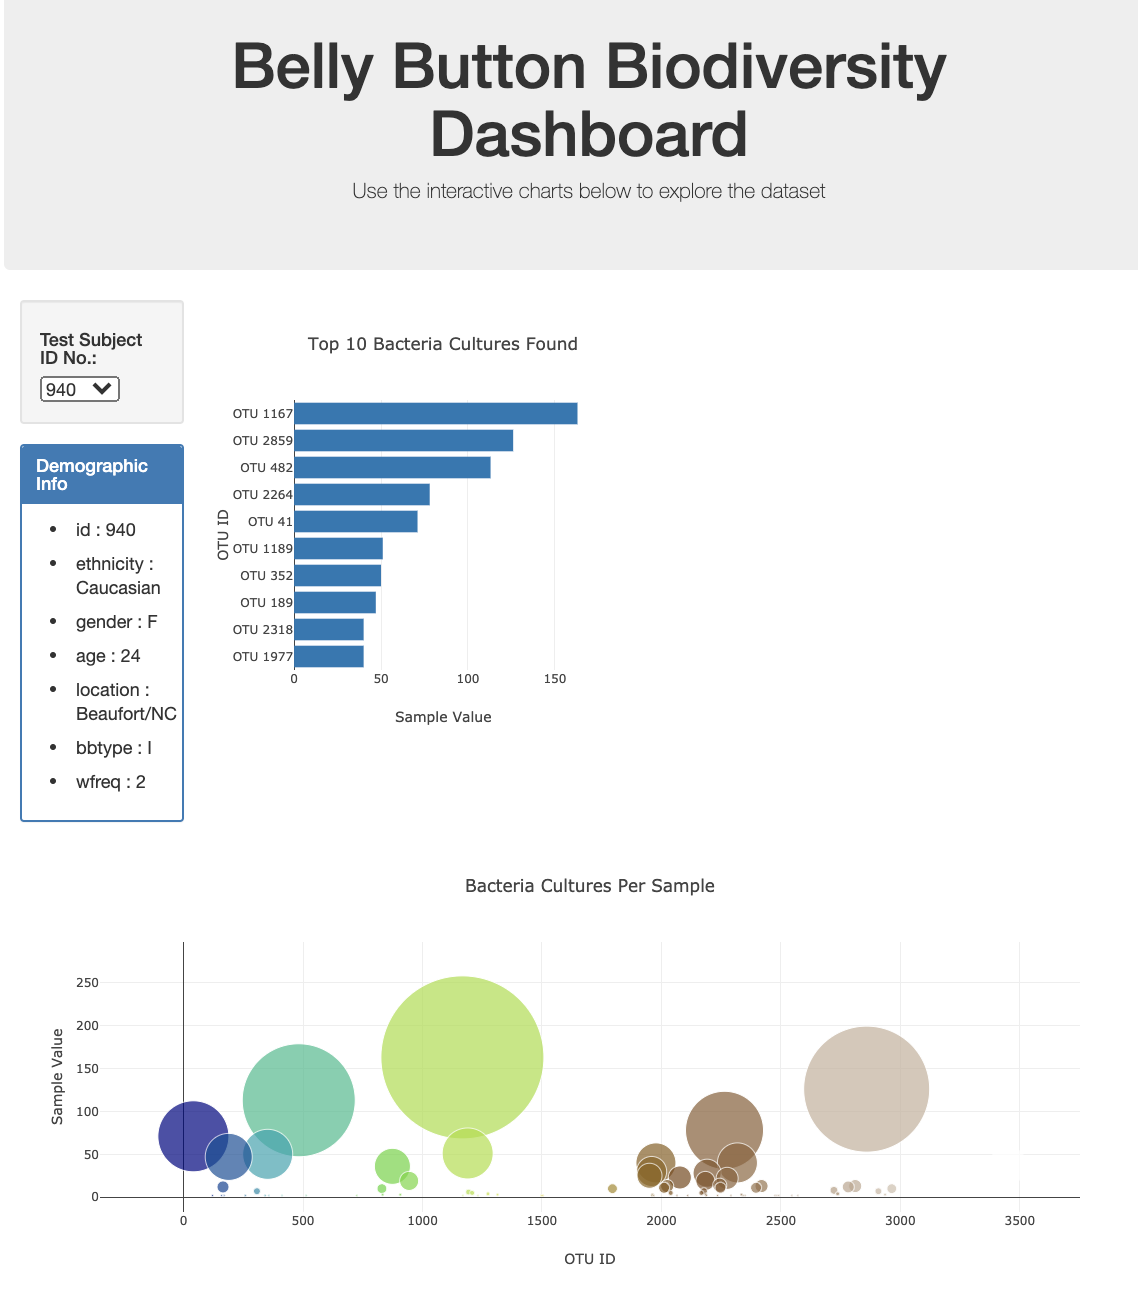 Belly Button Biodiversity
Dashboard
Use the interactive charts below to explore the dataset
Test Subject
ID No.:
940
Demographic
Info
id : 940
ethnicity :
Caucasian
gender : F
age : 24
location :
Beaufort/NC
bbtype : I
wfreq : 2
Top 10 Bacteria Cultures Found
OTU ID
OTU 1167
OTU 2859
OTU 482
OTU 2264
OTU 41
OTU 1189
OTU 352
OTU 189
OTU 2318
OTU 1977
0 50 100 150
Sample Value
Bacteria Cultures Per Sample
Sample Value
250
200
150
100
50
0
0 500 1000 1500 2000 2500 3000 3500
OTU ID